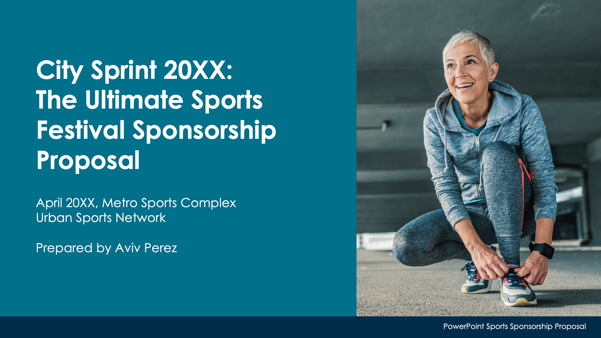 City Sprint 20XX:
The Ultimate Sports
Festival Sponsorship
Proposal
April 20XX, Metro Sports Complex
Urban Sports Network
Prepared by Aviv Perez
PowerPoint Sports Sponsorship Proposal